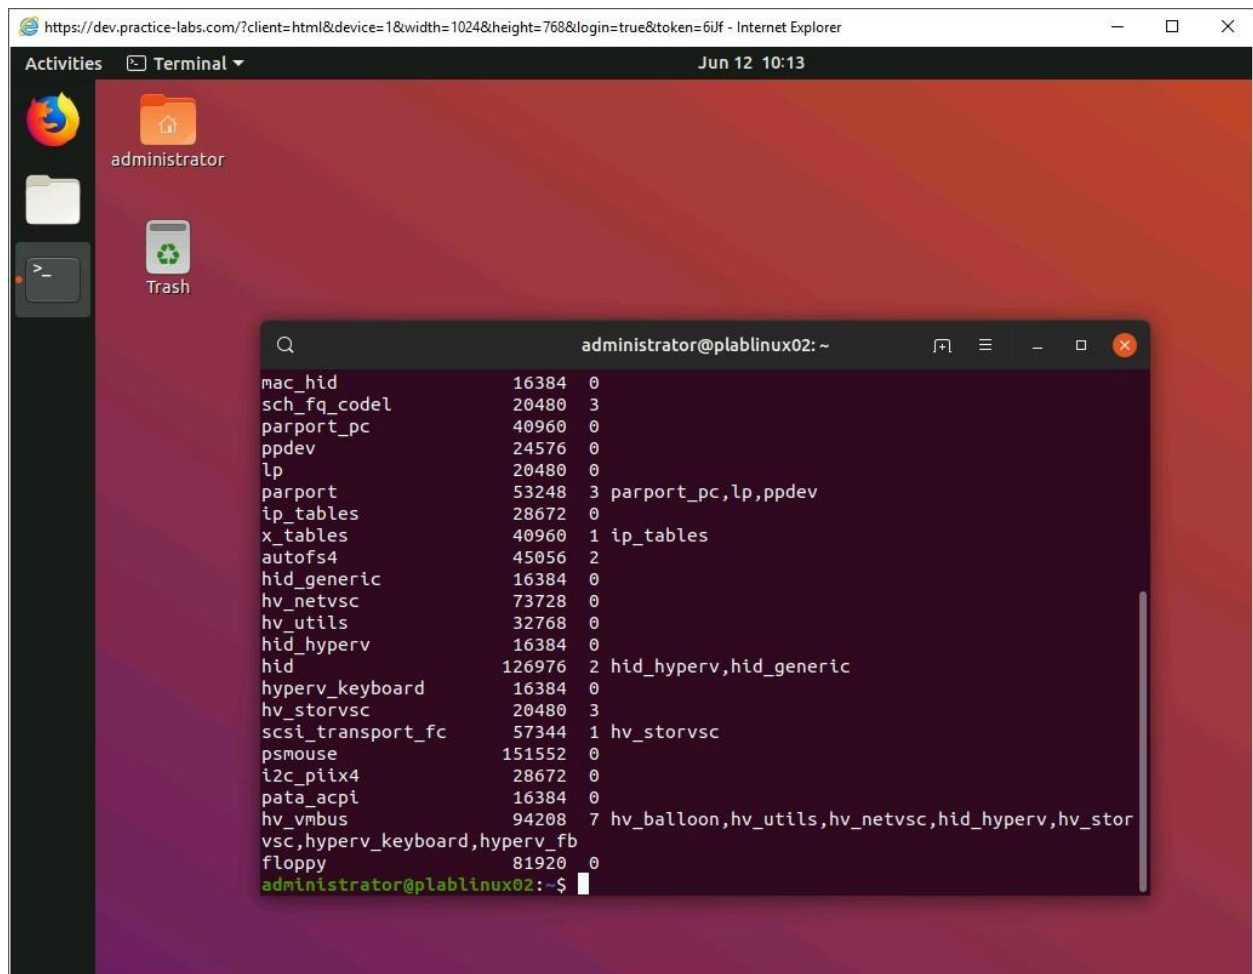 https://dev.practice-labs.com/?client=html&device=1&width=1024&height=768&login=true&token=6iJf - Internet Explorer
Activities Terminal Jun 12 10:13
administrator
Trash
administrator@plablinux02: ~
mac_hid 16384 0
sch_fq_codel 20480 3
parport_pc 40960 0
ppdev 24576 0
lp 20480 0
parport 53248 3 parport_pc,lp,ppdev
ip_tables 28672 0
x_tables 40960 1 ip_tables
autofs4 45056 2
hid_generic 16384 0
hv_netvsc 73728 0
hv_utils 32768 0
hid_hyperv 16384 0
hid 126976 2 hid_hyperv,hid_generic
hyperv_keyboard 16384 0
hv_storvsc 20480 3
scsi_transport_fc 57344 1 hv_storvsc
psmouse 151552 0
i2c_piix4 28672 0
pata_acpi 16384 0
hv_vmbus 94208 7 hv_balloon,hv_utils,hv_netvsc,hid_hyperv,hv_stor
vsc,hyperv_keyboard,hyperv_fb
floppy 81920 0
administrator@plablinux02:~$